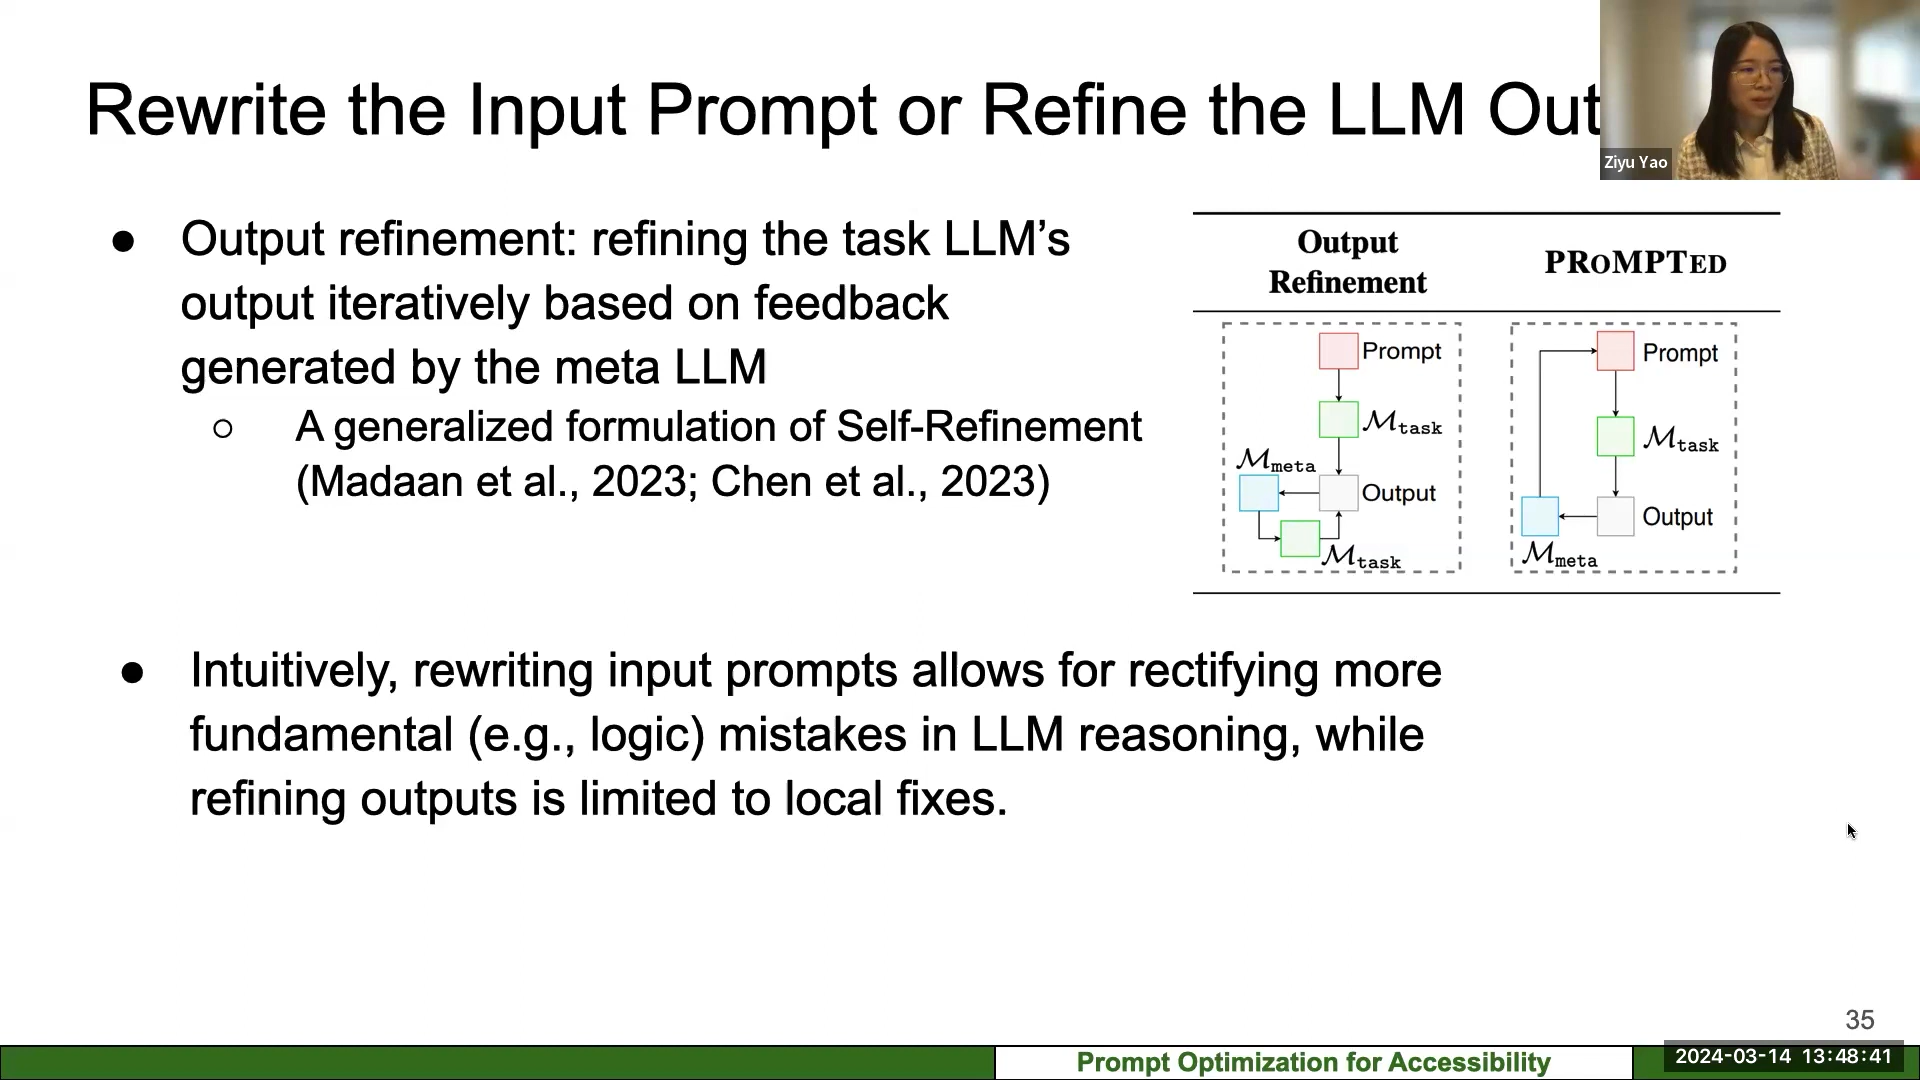 Rewrite the Input Prompt or Refine the LLM Out
Ziyu Yao
● Output refinement: refining the task LLM’s
output iteratively based on feedback
generated by the meta LLM
○ A generalized formulation of Self-Refinement
(Madaan et al., 2023; Chen et al., 2023)
Output
Refinement
PROMPTED
Prompt
Mtask
Mmeta
Output
Mtask
Prompt
Mtask
Output
Mmeta
● Intuitively, rewriting input prompts allows for rectifying more
fundamental (e.g., logic) mistakes in LLM reasoning, while
refining outputs is limited to local fixes.
35
Prompt Optimization for Accessibility
2024-03-14 13:48:41